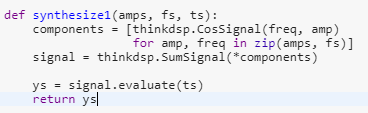 def synthesize1(amps, fs, ts):
    components = [thinkdsp.CosSignal(freq, amp)
                  for amp, freq in zip(amps, fs)]
    signal = thinkdsp.SumSignal(*components)

    ys = signal.evaluate(ts)
    return ys